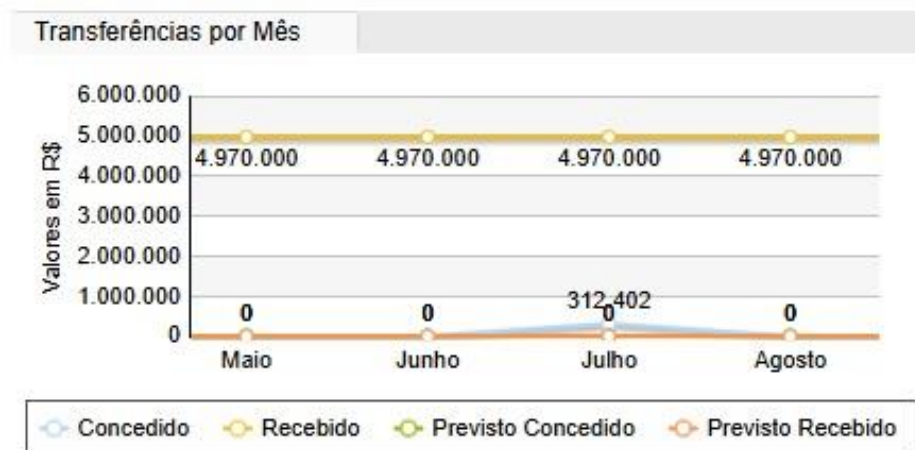 Transferências por Mês
Valores em R$
6.000.000
5.000.000
4.970.000 4.970.000 4.970.000 4.970.000
4.000.000
3.000.000
2.000.000
1.000.000
312.402
0 0 0 0
0
Maio Junho Julho Agosto
Concedido Recebido Previsto Concedido Previsto Recebido